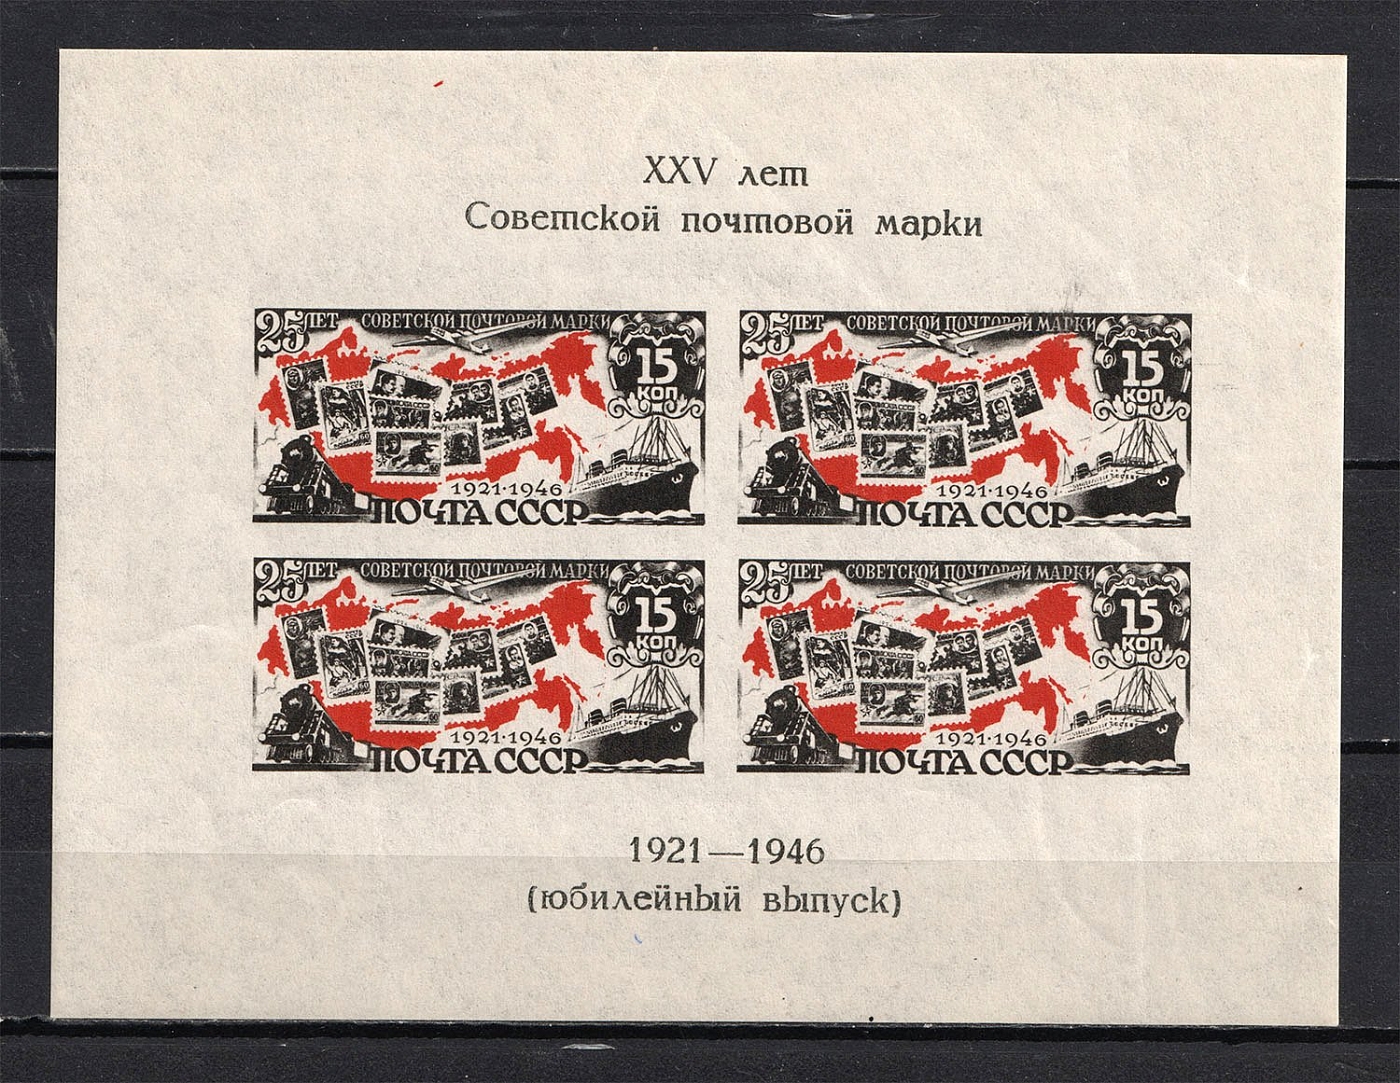 XXV лет
Советской почтовой марки
25 ЛЕТ СОВЕТСКОЙ ПОЧТОВОЙ МАРКИ
15
КОП
1921·1946
ПОЧТА СССР
25 ЛЕТ СОВЕТСКОЙ ПОЧТОВОЙ МАРКИ
15
КОП
1921·1946
ПОЧТА СССР
25 ЛЕТ СОВЕТСКОЙ ПОЧТОВОЙ МАРКИ
15
КОП
1921·1946
ПОЧТА СССР
25 ЛЕТ СОВЕТСКОЙ ПОЧТОВОЙ МАРКИ
15
КОП
1921·1946
ПОЧТА СССР
1921—1946
(юбилейный выпуск)